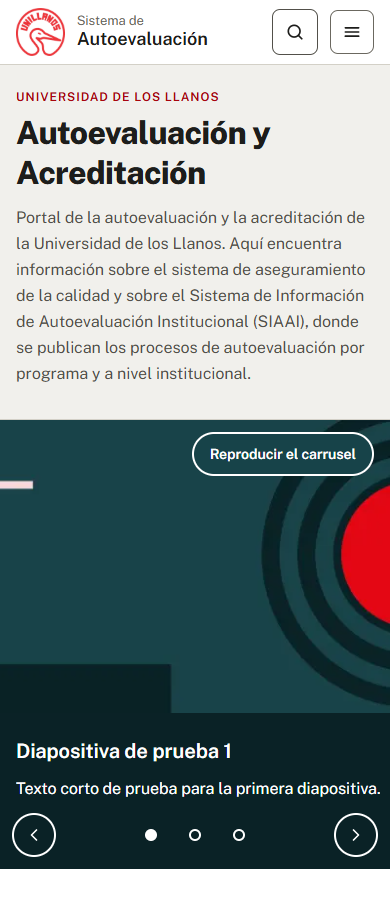 UNILLANOS
Sistema de
Autoevaluación
UNIVERSIDAD DE LOS LLANOS
Autoevaluación y
Acreditación
Portal de la autoevaluación y la acreditación de
la Universidad de los Llanos. Aquí encuentra
información sobre el sistema de aseguramiento
de la calidad y sobre el Sistema de Información
de Autoevaluación Institucional (SIAAI), donde
se publican los procesos de autoevaluación por
programa y a nivel institucional.
Reproducir el carrusel
Diapositiva de prueba 1
Texto corto de prueba para la primera diapositiva.